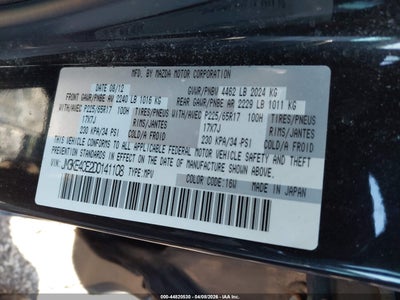 MFD. BY MAZDA MOTOR CORPORATION
DATE 08/12 GVWR/PNBV 4462 LB 2024 KG
FRONT GAWR/PNBE AV 2240 LB 1016 KG REAR GAWR/PNBE AR 2229 LB 1011 KG
WITH/AVEC P225/65R17 100H TIRES/PNEUS WITH/AVEC P225/65R17 100H TIRES/PNEUS
17X7J RIMS/JANTES 17X7J RIMS/JANTES
230 KPA/34 PSI COLD/A FROID 230 KPA/34 PSI COLD/A FROID
THIS VEHICLE CONFORMS TO ALL APPLICABLE FEDERAL MOTOR VEHICLE
SAFETY, BUMPER, AND THEFT PREVENTION STANDARDS IN EFFECT ON THE
DATE OF MANUFACTURE SHOWN ABOVE.
JM3KE4CE2D0141108 TYPE:MPV
COLOR CODE:16W MADE IN JAPAN
000-44820530 - 04/09/2026 - IAA INC.